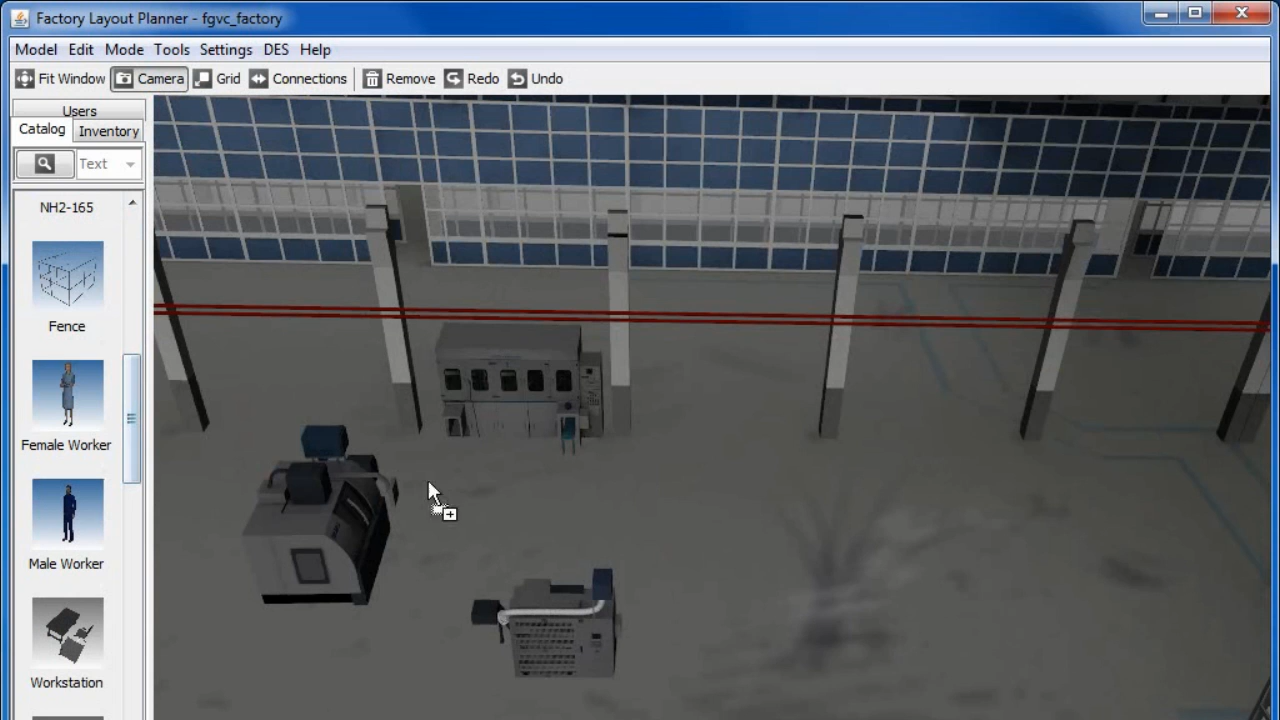 Factory Layout Planner - fgvc_factory
Model Edit Mode Tools Settings DES Help
Fit Window Camera Grid Connections Remove Redo Undo
Users
Catalog Inventory
Text
NH2-165
Fence
Female Worker
Male Worker
Workstation